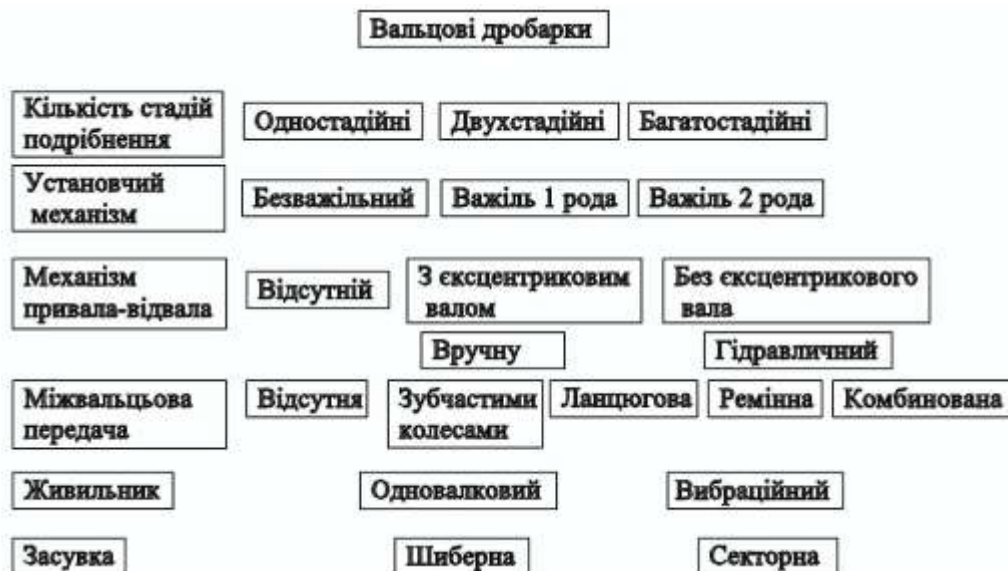 Вальцові дробарки
Кількість стадій
подрібнення
Одностадійні
Двухстадійні
Багатостадійні
Установчий
механізм
Безважільний
Важіль 1 рода
Важіль 2 рода
Механізм
привала-відвала
Відсутній
З єксцентриковим
валом
Без єксцентрикового
вала
Вручну
Гідравличний
Міжвальцьова
передача
Відсутня
Зубчастими
колесами
Ланцюгова
Ремінна
Комбинована
Живильник
Одновалковий
Вибраційний
Засувка
Шиберна
Секторна